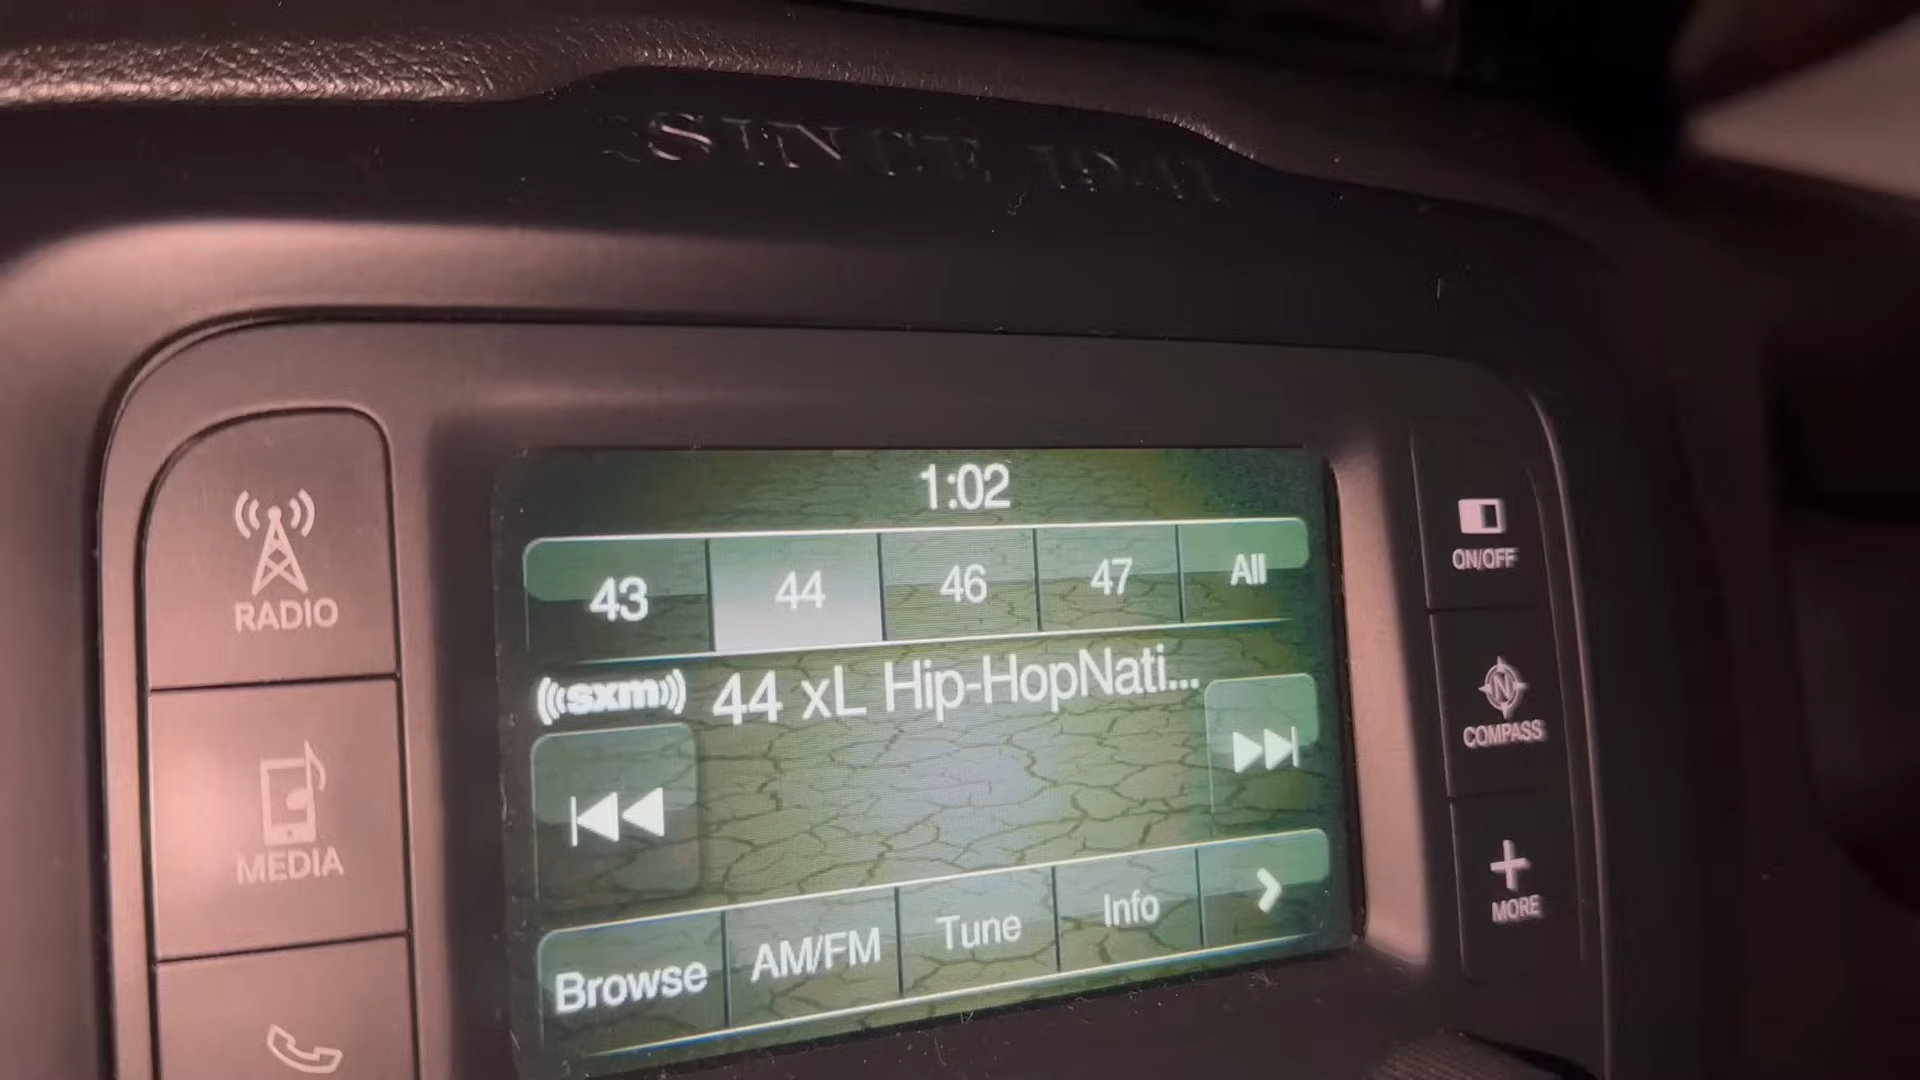 SINCE 1941
1:02
43 44 46 47 All
((sxm)) 44 xL Hip-HopNati...
Browse AM/FM Tune Info
RADIO
MEDIA
ON/OFF
N
COMPASS
MORE